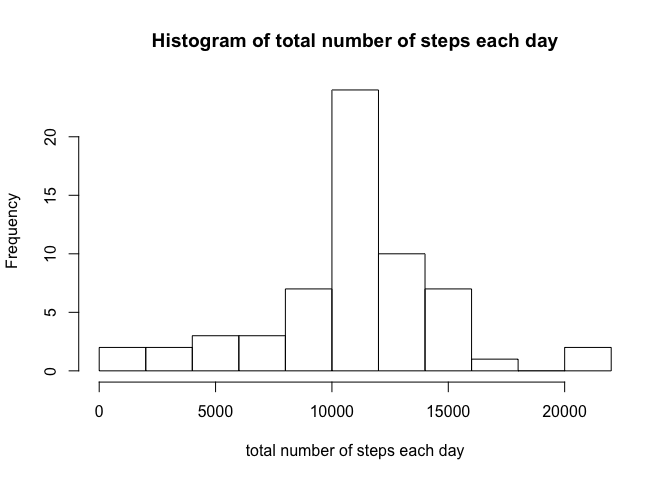 Histogram of total number of steps each day
Frequency
20
15
10
5
0
0 5000 10000 15000 20000
total number of steps each day